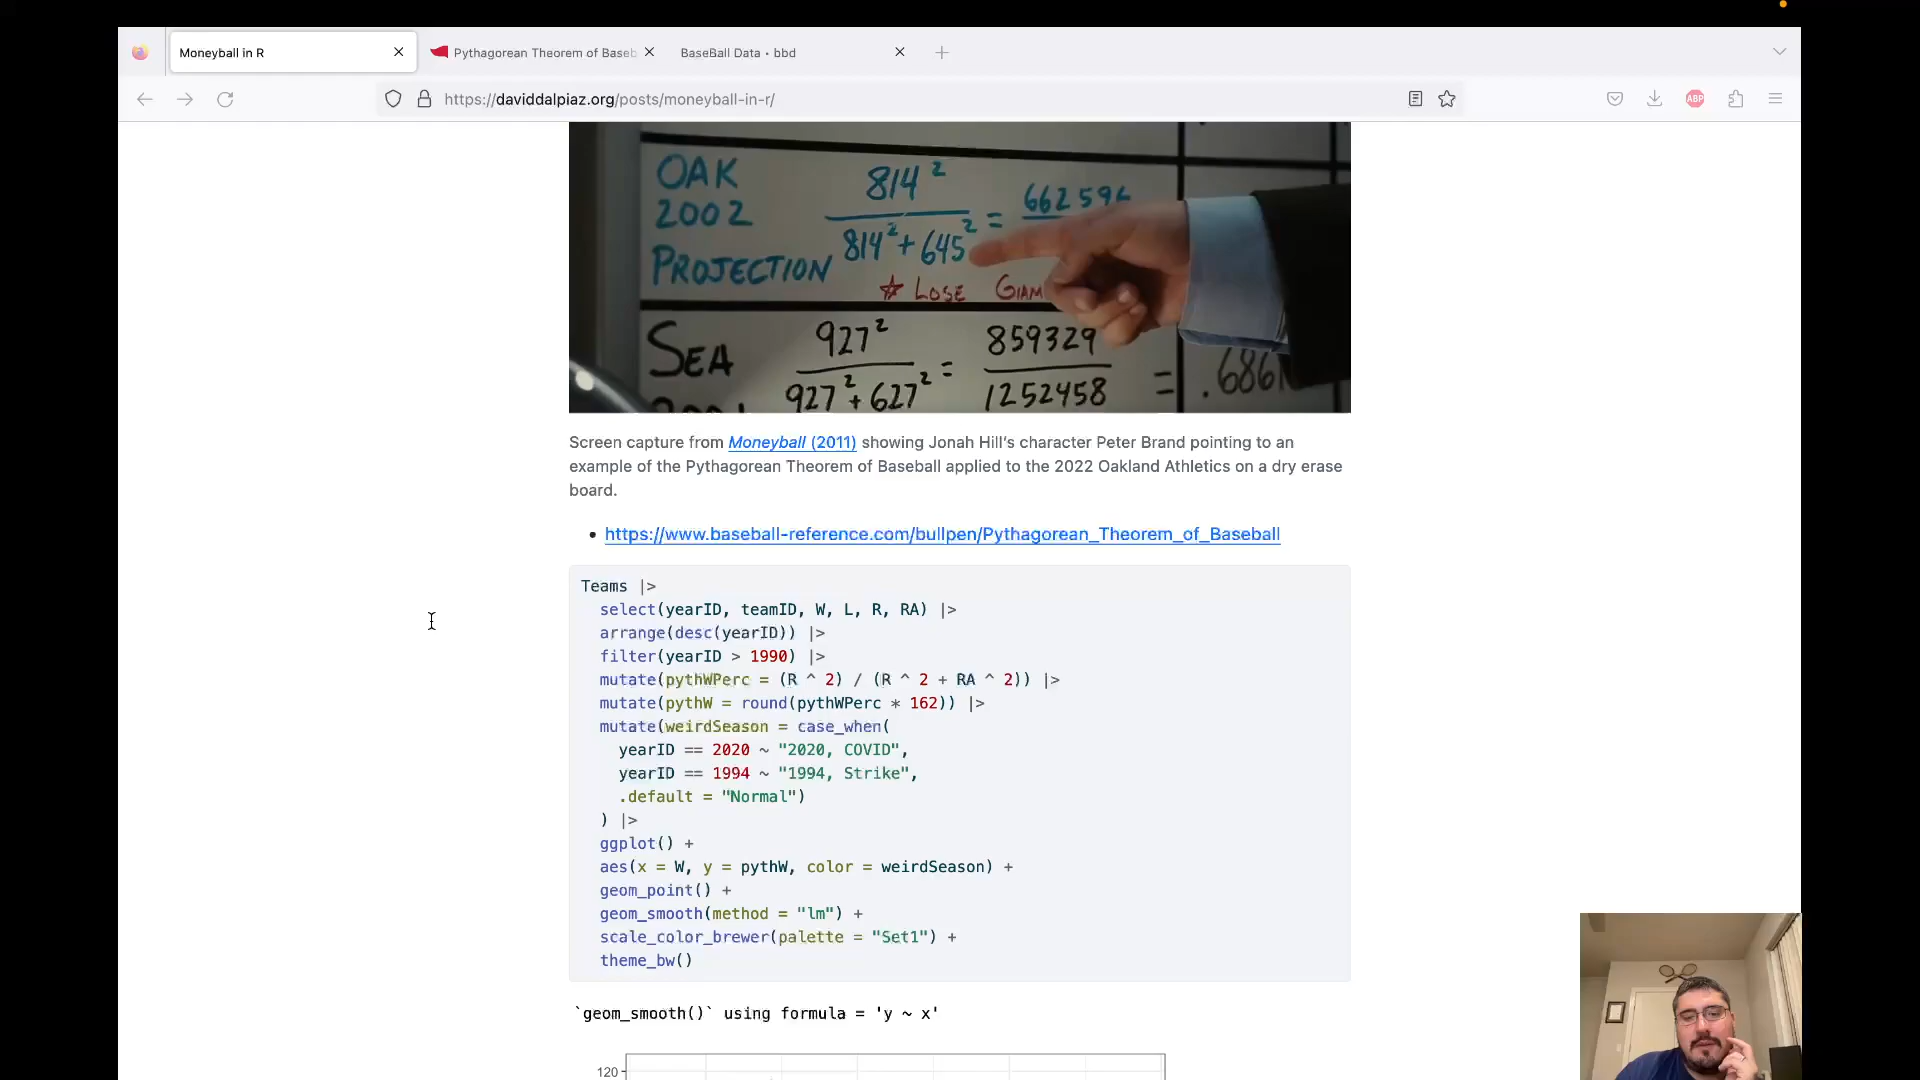 Moneyball in R
Pythagorean Theorem of Baseb
BaseBall Data • bbd
https://daviddalpiaz.org/posts/moneyball-in-r/
ABP
OAK
2002
PROJECTION
814²
814² + 645²
=
662596
★ LOSE GIAM
SEA
927²
927² + 627²
=
859329
1252458
= .686
Screen capture from Moneyball (2011) showing Jonah Hill's character Peter Brand pointing to an
example of the Pythagorean Theorem of Baseball applied to the 2022 Oakland Athletics on a dry erase
board.
• https://www.baseball-reference.com/bullpen/Pythagorean_Theorem_of_Baseball
Teams |>
select(yearID, teamID, W, L, R, RA) |>
arrange(desc(yearID)) |>
filter(yearID > 1990) |>
mutate(pythWPerc = (R ^ 2) / (R ^ 2 + RA ^ 2)) |>
mutate(pythW = round(pythWPerc * 162)) |>
mutate(weirdSeason = case_when(
yearID == 2020 ~ "2020, COVID",
yearID == 1994 ~ "1994, Strike",
.default = "Normal")
) |>
ggplot() +
aes(x = W, y = pythW, color = weirdSeason) +
geom_point() +
geom_smooth(method = "lm") +
scale_color_brewer(palette = "Set1") +
theme_bw()
`geom_smooth()` using formula = 'y ~ x'
120